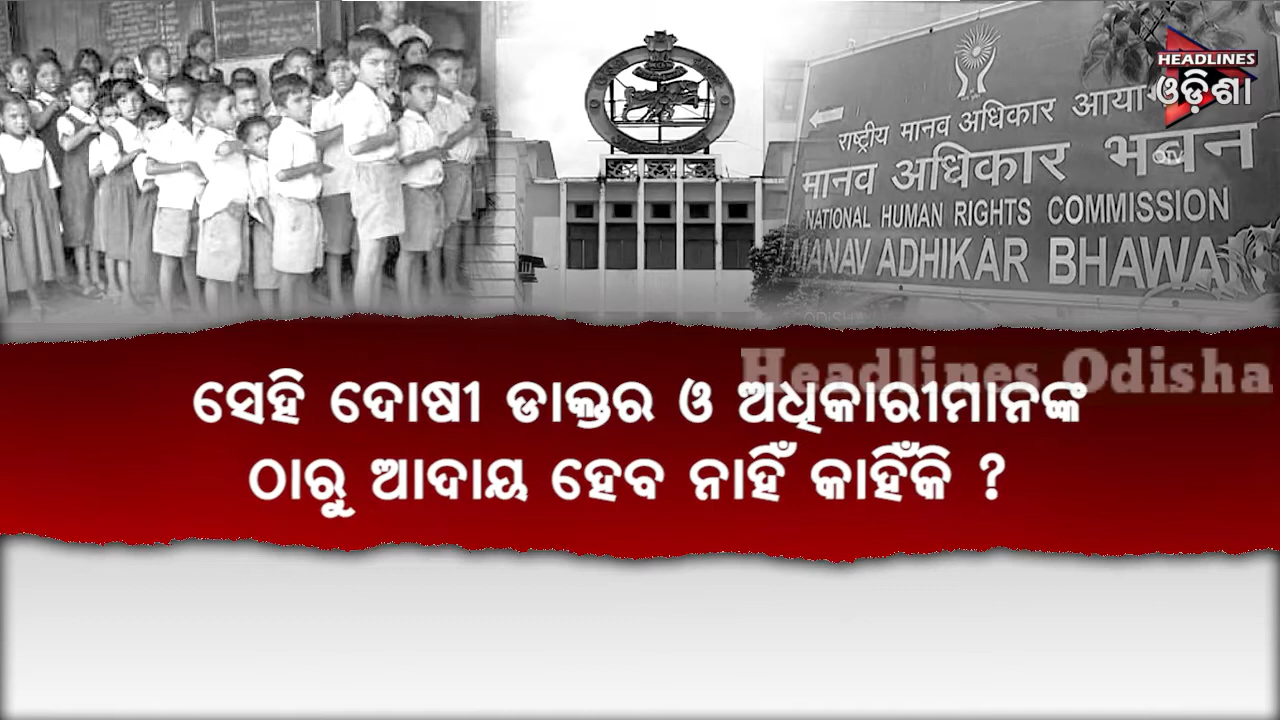 HEADLINES
ଓଡ଼ିଶା
राष्ट्रीय मानव अधिकार
मानव अधिकार भवन
NATIONAL HUMAN RIGHTS COMMISSION
MANAV ADHIKAR BHAWA
Headlines Odisha
ସେହି ଦୋଷୀ ଡାକ୍ତର ଓ ଅଧିକାରୀମାନଙ୍କ
ଠାରୁ ଆଦାୟ ହେବ ନାହିଁ କାହିଁକି ?